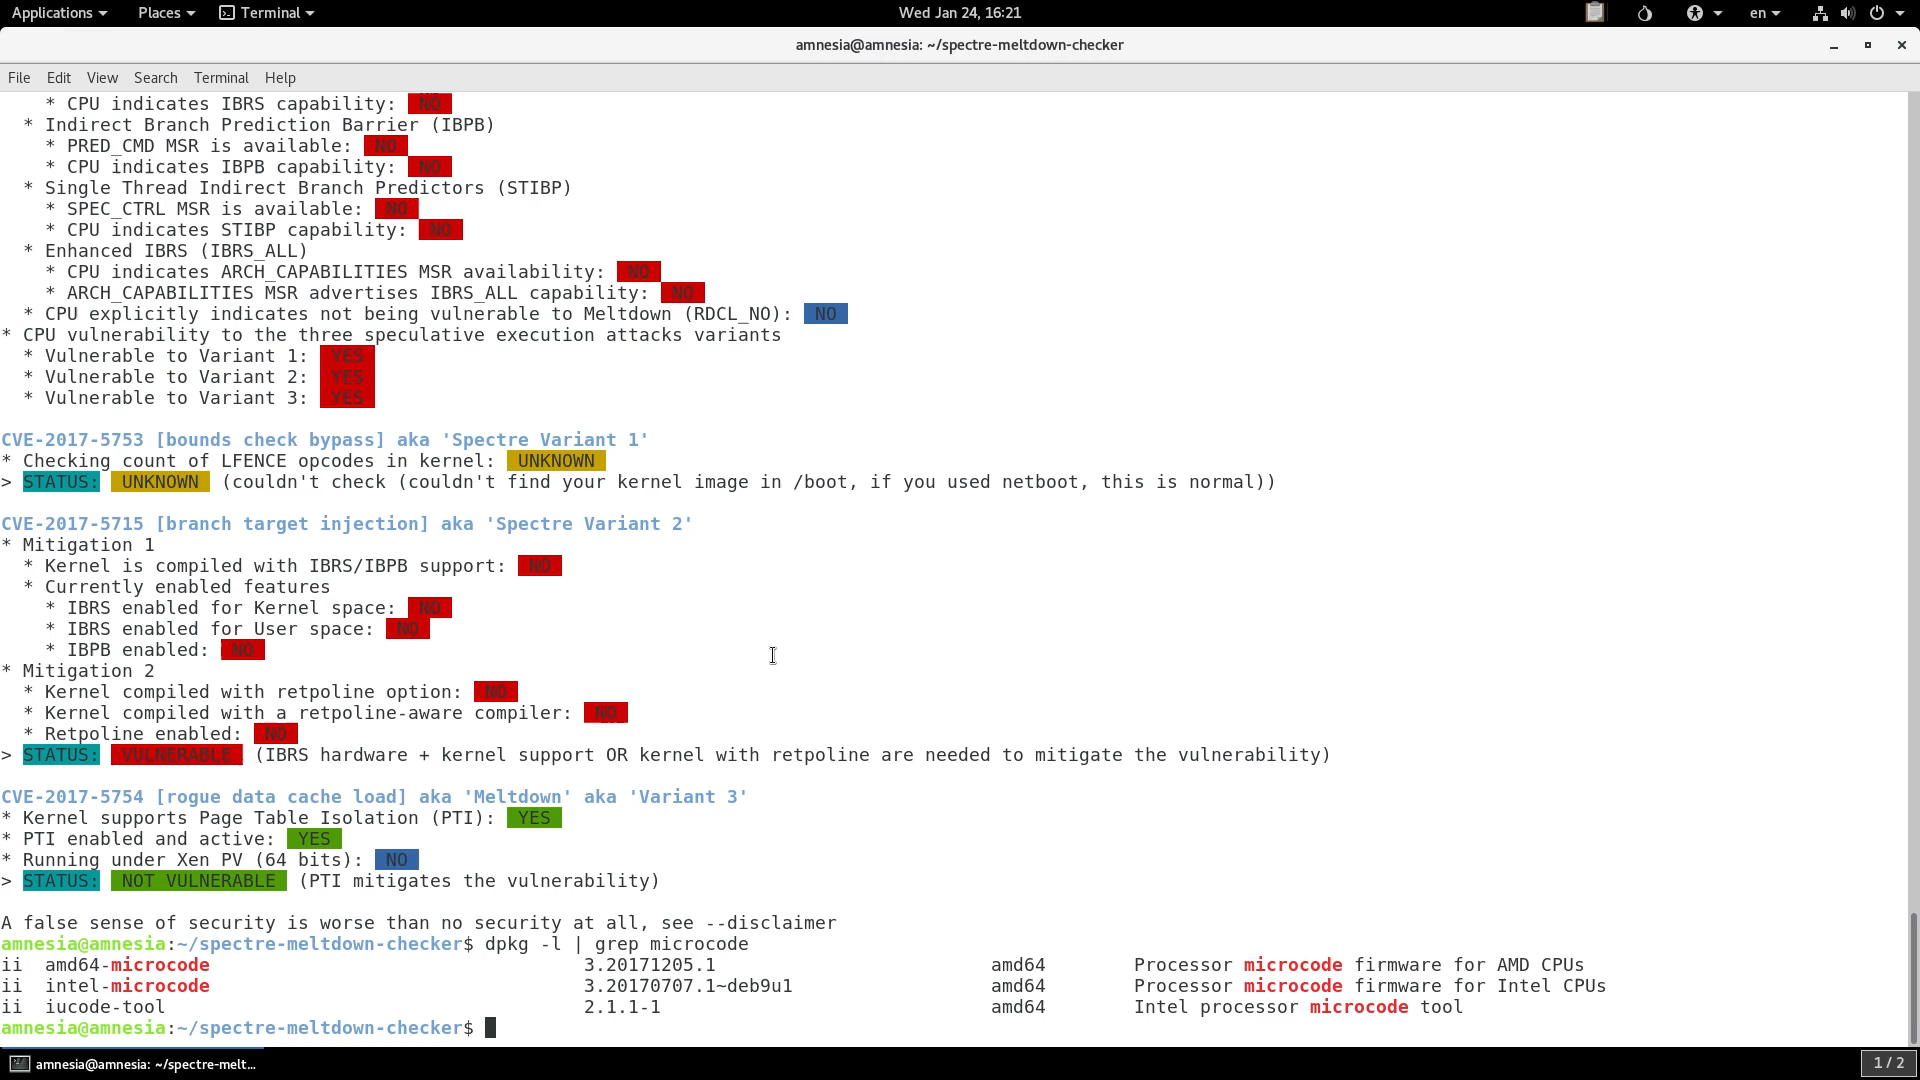 Applications Places Terminal Wed Jan 24, 16:21 en
amnesia@amnesia: ~/spectre-meltdown-checker
File Edit View Search Terminal Help
* CPU indicates IBRS capability: NO
* Indirect Branch Prediction Barrier (IBPB)
* PRED_CMD MSR is available: NO
* CPU indicates IBPB capability: NO
* Single Thread Indirect Branch Predictors (STIBP)
* SPEC_CTRL MSR is available: NO
* CPU indicates STIBP capability: NO
* Enhanced IBRS (IBRS_ALL)
* CPU indicates ARCH_CAPABILITIES MSR availability: NO
* ARCH_CAPABILITIES MSR advertises IBRS_ALL capability: NO
* CPU explicitly indicates not being vulnerable to Meltdown (RDCL_NO): NO
* CPU vulnerability to the three speculative execution attacks variants
* Vulnerable to Variant 1: YES
* Vulnerable to Variant 2: YES
* Vulnerable to Variant 3: YES
CVE-2017-5753 [bounds check bypass] aka 'Spectre Variant 1'
* Checking count of LFENCE opcodes in kernel: UNKNOWN
> STATUS: UNKNOWN (couldn't check (couldn't find your kernel image in /boot, if you used netboot, this is normal))
CVE-2017-5715 [branch target injection] aka 'Spectre Variant 2'
* Mitigation 1
* Kernel is compiled with IBRS/IBPB support: NO
* Currently enabled features
* IBRS enabled for Kernel space: NO
* IBRS enabled for User space: NO
* IBPB enabled: NO
* Mitigation 2
* Kernel compiled with retpoline option: NO
* Kernel compiled with a retpoline-aware compiler: NO
* Retpoline enabled: NO
> STATUS: VULNERABLE (IBRS hardware + kernel support OR kernel with retpoline are needed to mitigate the vulnerability)
CVE-2017-5754 [rogue data cache load] aka 'Meltdown' aka 'Variant 3'
* Kernel supports Page Table Isolation (PTI): YES
* PTI enabled and active: YES
* Running under Xen PV (64 bits): NO
> STATUS: NOT VULNERABLE (PTI mitigates the vulnerability)
A false sense of security is worse than no security at all, see --disclaimer
amnesia@amnesia:~/spectre-meltdown-checker$ dpkg -l | grep microcode
ii amd64-microcode 3.20171205.1 amd64 Processor microcode firmware for AMD CPUs
ii intel-microcode 3.20170707.1~deb9u1 amd64 Processor microcode firmware for Intel CPUs
ii iucode-tool 2.1.1-1 amd64 Intel processor microcode tool
amnesia@amnesia:~/spectre-meltdown-checker$
amnesia@amnesia: ~/spectre-melt... 1 / 2